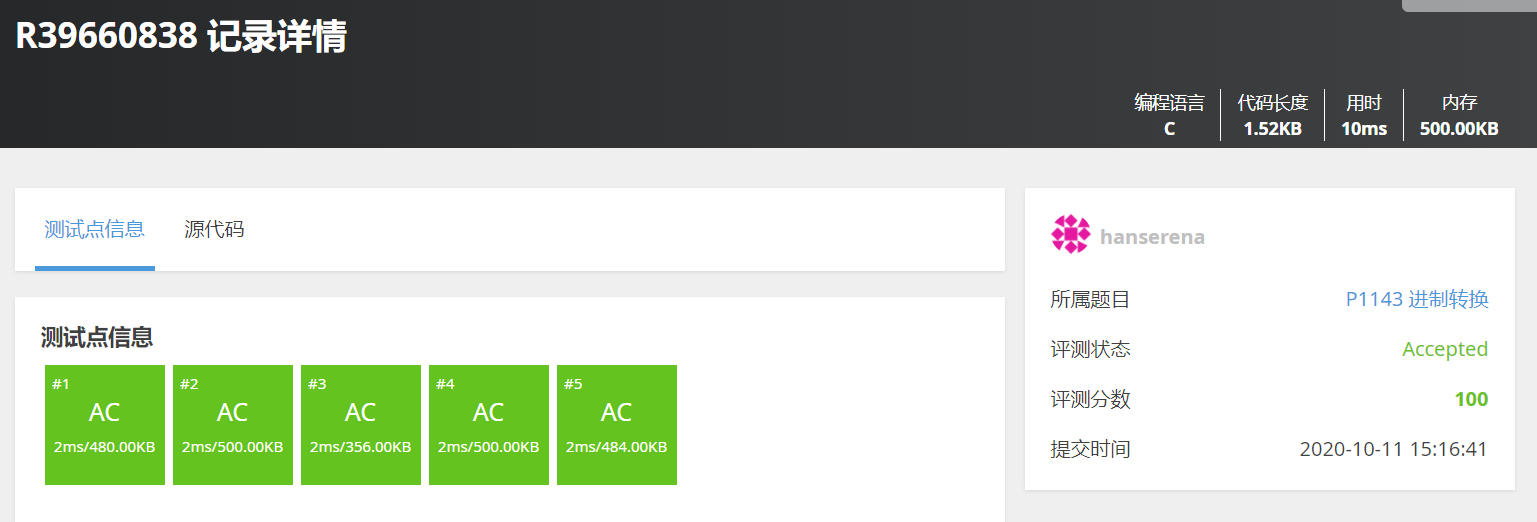 R39660838 记录详情
编程语言 代码长度 用时 内存
C 1.52KB 10ms 500.00KB
测试点信息 源代码
测试点信息
#1 #2 #3 #4 #5
AC AC AC AC AC
2ms/480.00KB 2ms/500.00KB 2ms/356.00KB 2ms/500.00KB 2ms/484.00KB
hanserena
所属题目 P1143 进制转换
评测状态 Accepted
评测分数 100
提交时间 2020-10-11 15:16:41